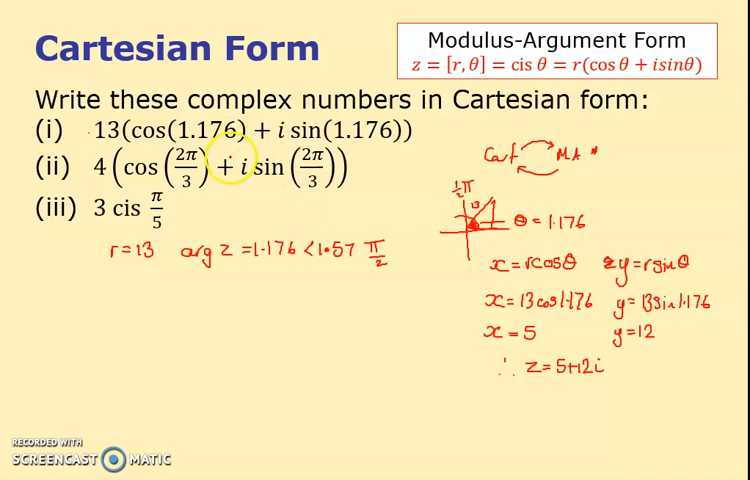 Cartesian Form
Modulus-Argument Form
z = [r, θ] = cis θ = r(cos θ + isinθ)
Write these complex numbers in Cartesian form:
(i) 13(cos(1.176) + i sin(1.176))
(ii) 4(cos(2π/3) + i sin(2π/3))
(iii) 3 cis π/5
Cart MA *
½π
13
θ = 1.176
r = 13 arg z = 1.176 < 1.57 π/2
x = rcosθ y = rsinθ
x = 13cos1.176 y = 13sin1.176
x = 5 y = 12
∴ z = 5+12i
RECORDED WITH
SCREENCAST MATIC